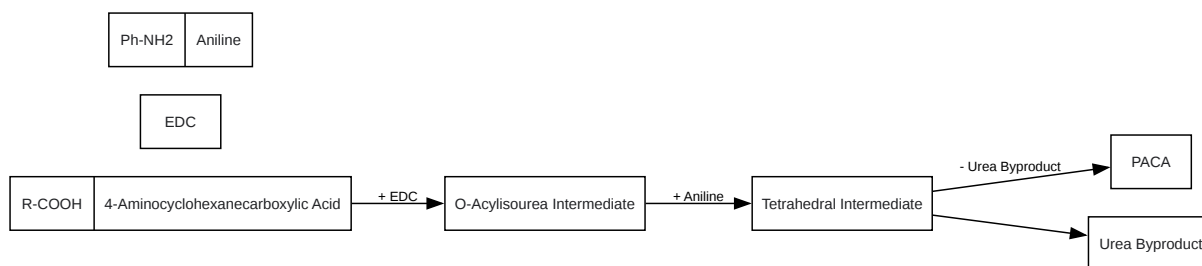 Ph-NH2 Aniline
EDC
R-COOH 4-Aminocyclohexanecarboxylic Acid
+ EDC
O-Acylisourea Intermediate
+ Aniline
Tetrahedral Intermediate
- Urea Byproduct
PACA
Urea Byproduct